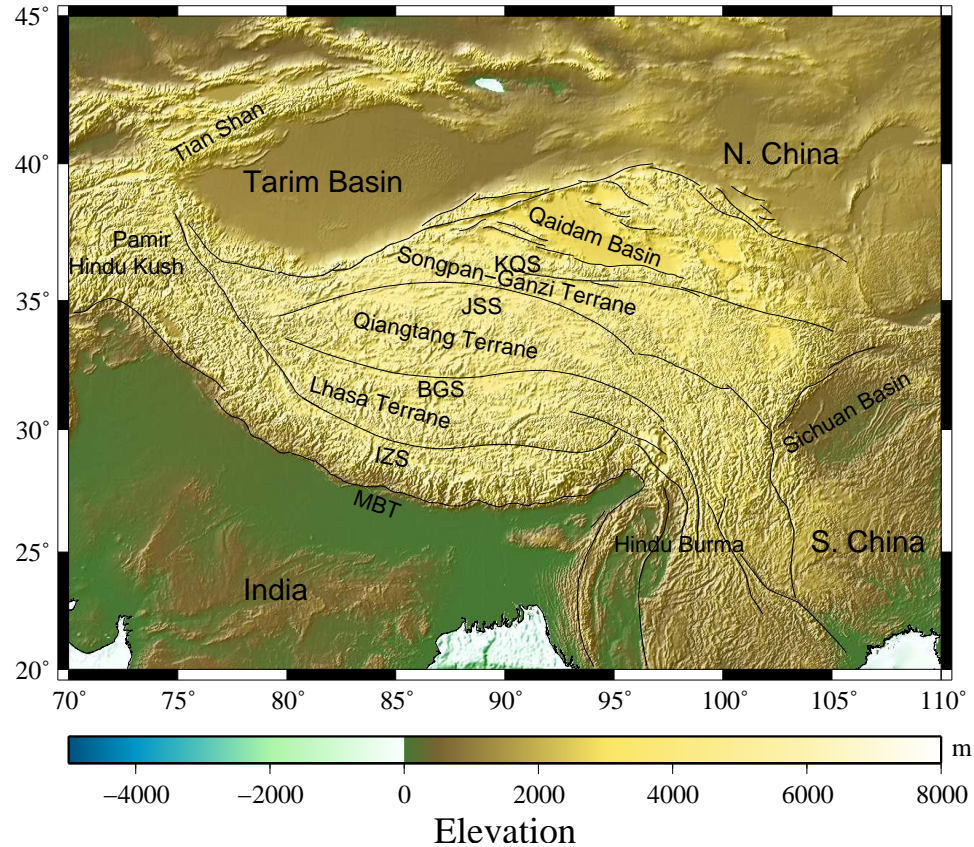 45°
Tian Shan
40°
Tarim Basin
N. China
Qaidam Basin
Pamir
Hindu Kush
KQS
Songpan−Ganzi Terrane
35°
JSS
Qiangtang Terrane
BGS
Lhasa Terrane
Sichuan Basin
30°
IZS
MBT
Hindu Burma
S. China
25°
India
20°
70° 75° 80° 85° 90° 95° 100° 105° 110°
m
−4000 −2000 0 2000 4000 6000 8000
Elevation